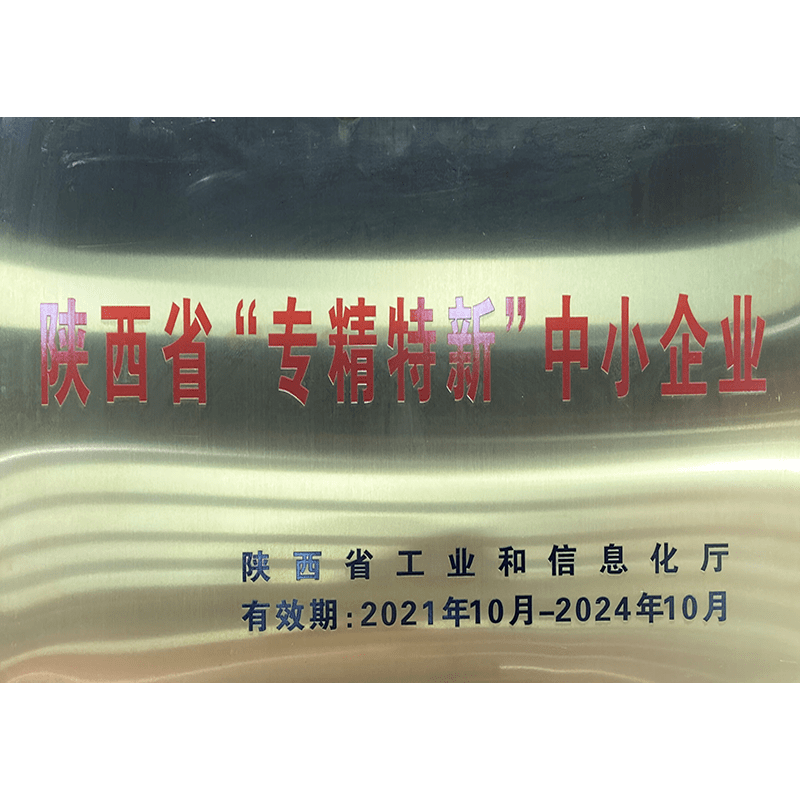 陕西省“专精特新”中小企业
陕西省工业和信息化厅
有效期:2021年10月-2024年10月